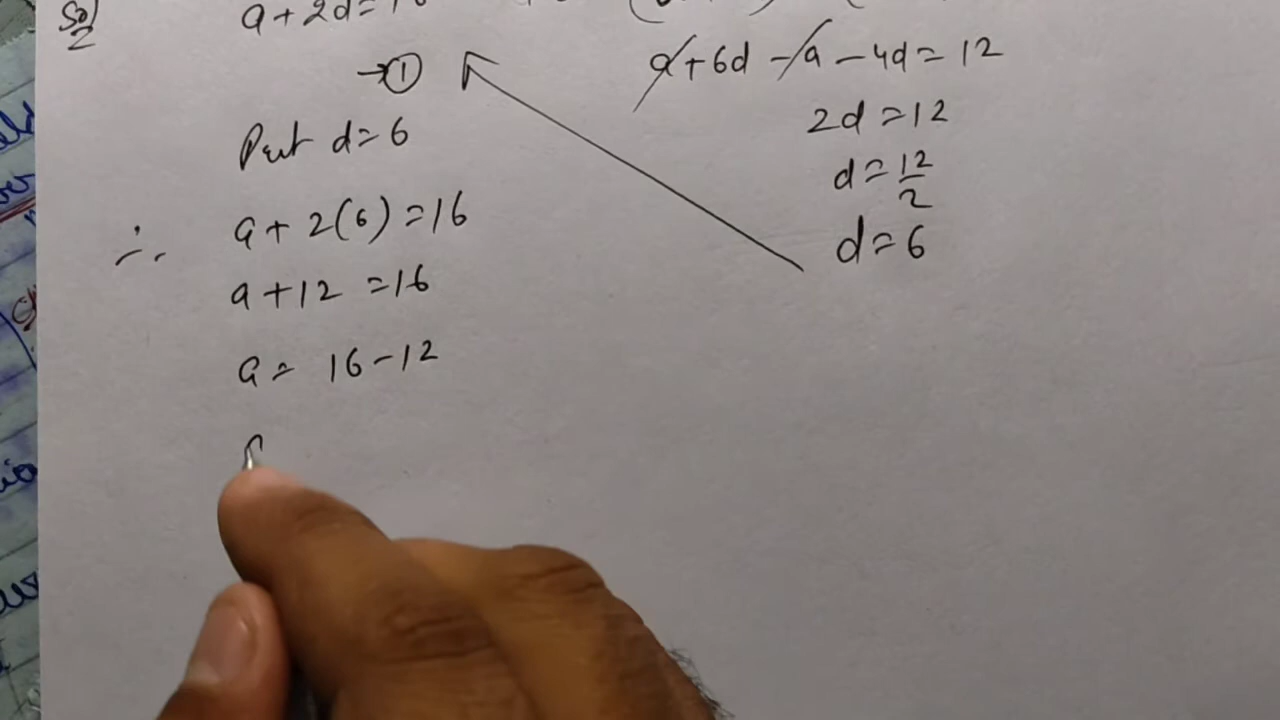 Sol
a + 2d = 16
→ ①
Put d = 6
∴ a + 2(6) = 16
a + 12 = 16
a = 16 - 12
a + 6d - a - 4d = 12
2d = 12
d = 12/2
d = 6